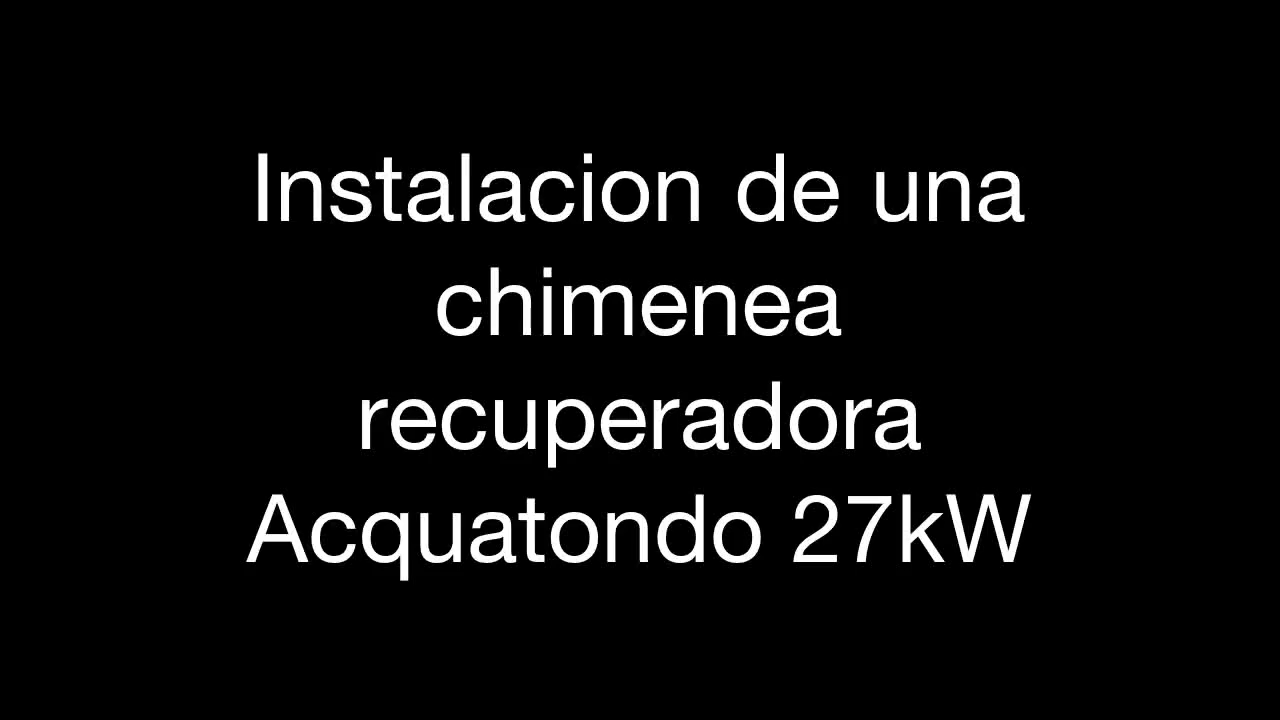 Instalacion de una
chimenea
recuperadora
Acquatondo 27kW